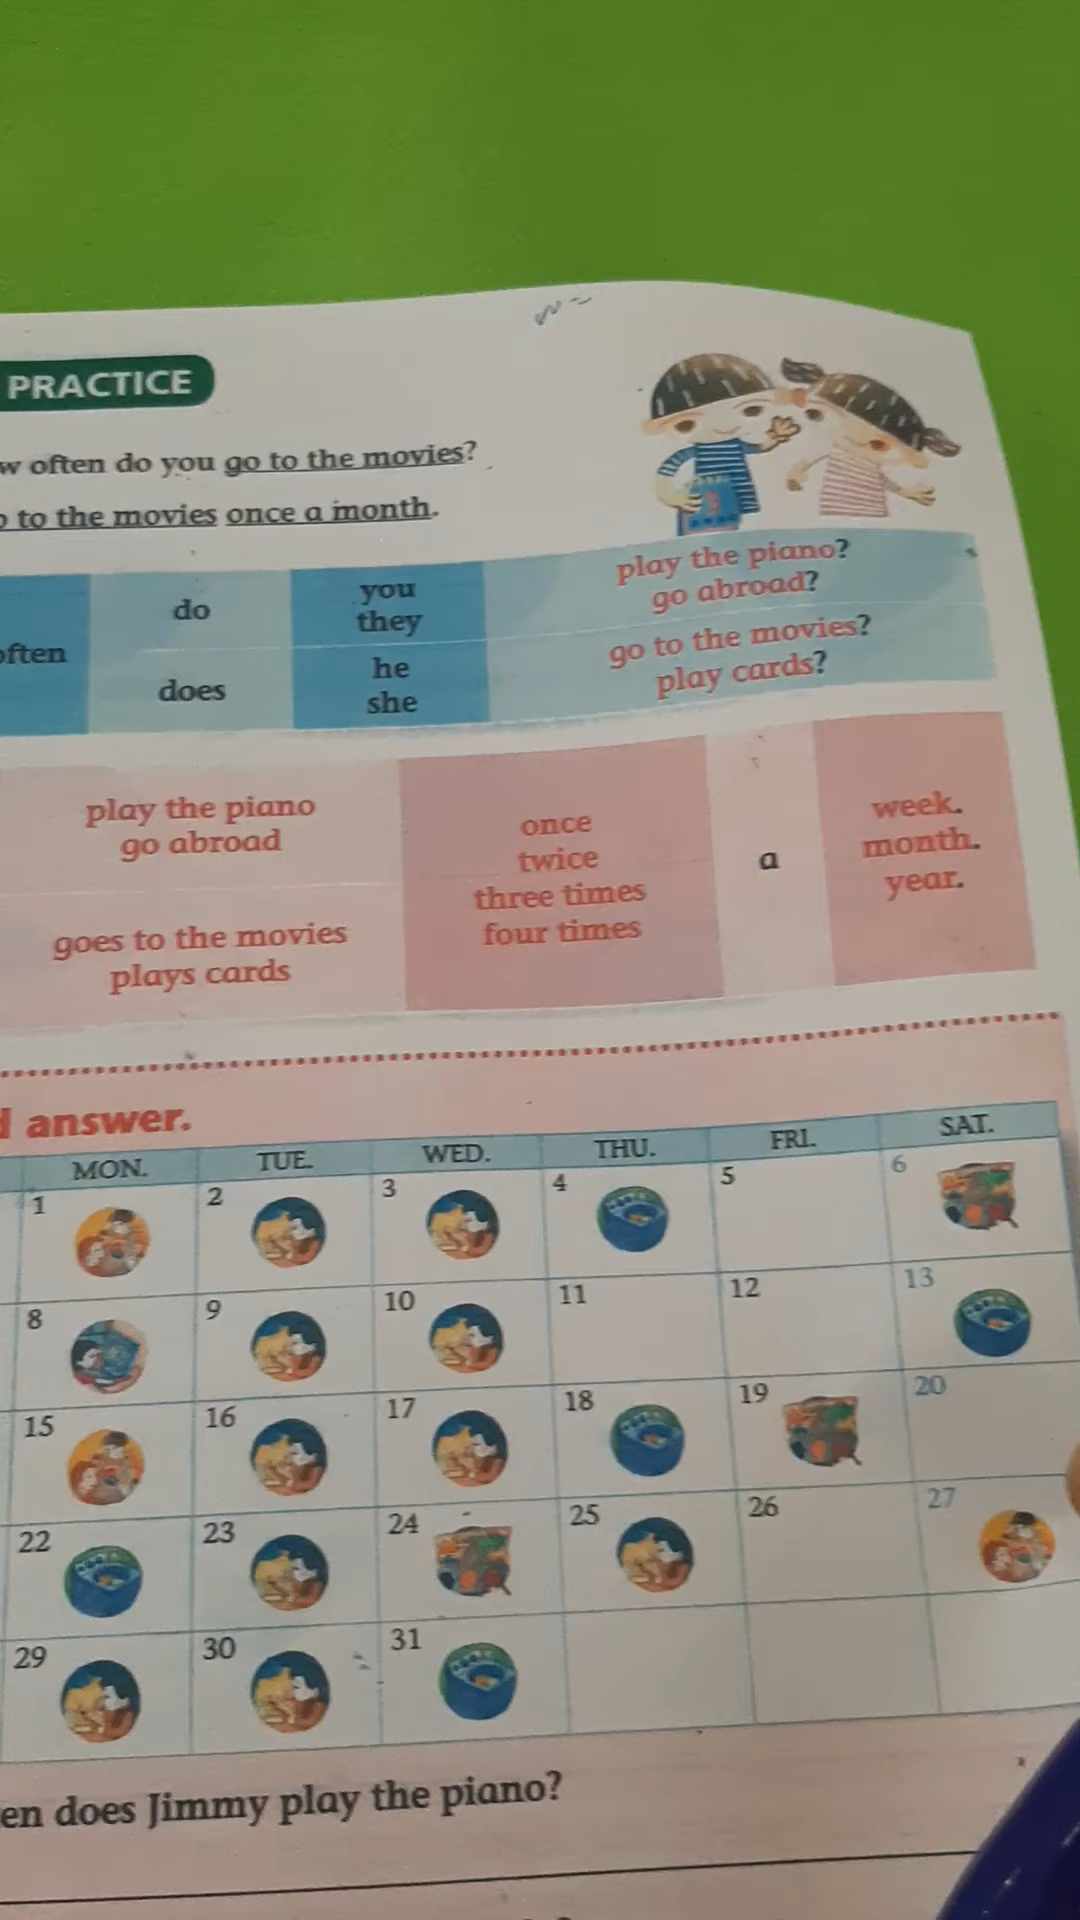 PRACTICE
often do you go to the movies?
to the movies once a month.
often
do
does
you
they
he
she
play the piano?
go abroad?
go to the movies?
play cards?
play the piano
go abroad
goes to the movies
plays cards
once
twice
three times
four times
a
week.
month.
year.
answer.
MON. TUE. WED. THU. FRI. SAT.
1 2 3 4 5 6
8 9 10 11 12 13
15 16 17 18 19 20
22 23 24 25 26 27
29 30 31
does Jimmy play the piano?